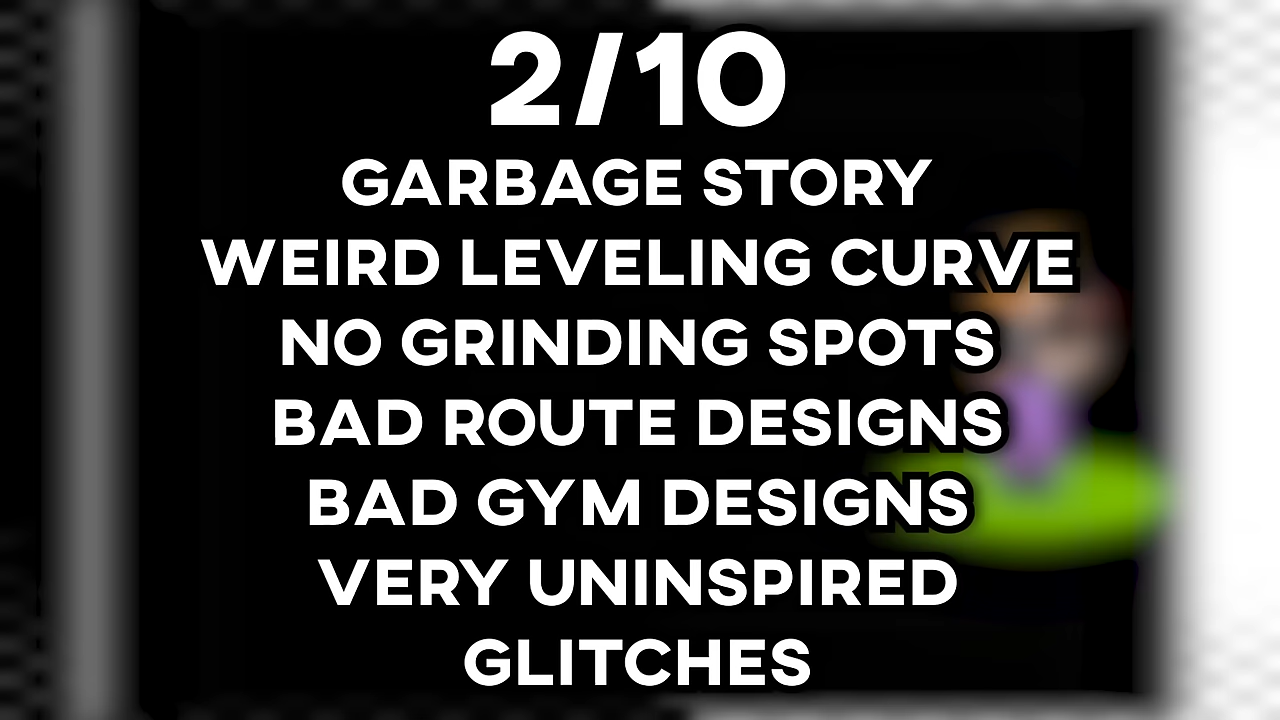 2/10
GARBAGE STORY
WEIRD LEVELING CURVE
NO GRINDING SPOTS
BAD ROUTE DESIGNS
BAD GYM DESIGNS
VERY UNINSPIRED
GLITCHES